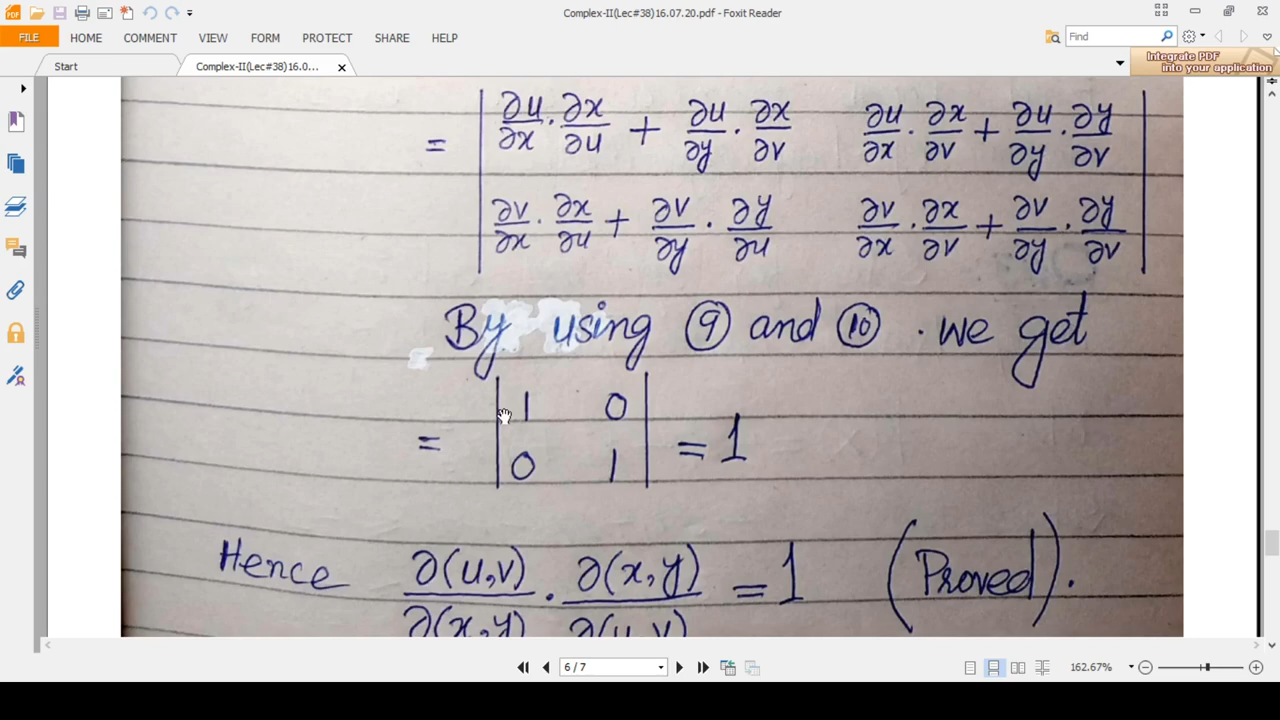 Complex-II(Lec#38)16.07.20.pdf - Foxit Reader
FILE HOME COMMENT VIEW FORM PROTECT SHARE HELP
Find
Integrate PDF
into your application
Start Complex-II(Lec#38)16.0...
= | ∂u/∂x · ∂x/∂u + ∂u/∂y · ∂x/∂v ∂u/∂x · ∂x/∂v + ∂u/∂y · ∂y/∂v |
| ∂v/∂x · ∂x/∂u + ∂v/∂y · ∂y/∂u ∂v/∂x · ∂x/∂v + ∂v/∂y · ∂y/∂v |
By using ⑨ and ⑩ . we get
= | 1 0 |
| 0 1 | = 1
Hence ∂(u,v)/∂(x,y) · ∂(x,y)/∂(u,v) = 1 (Proved).
6 / 7
162.67%